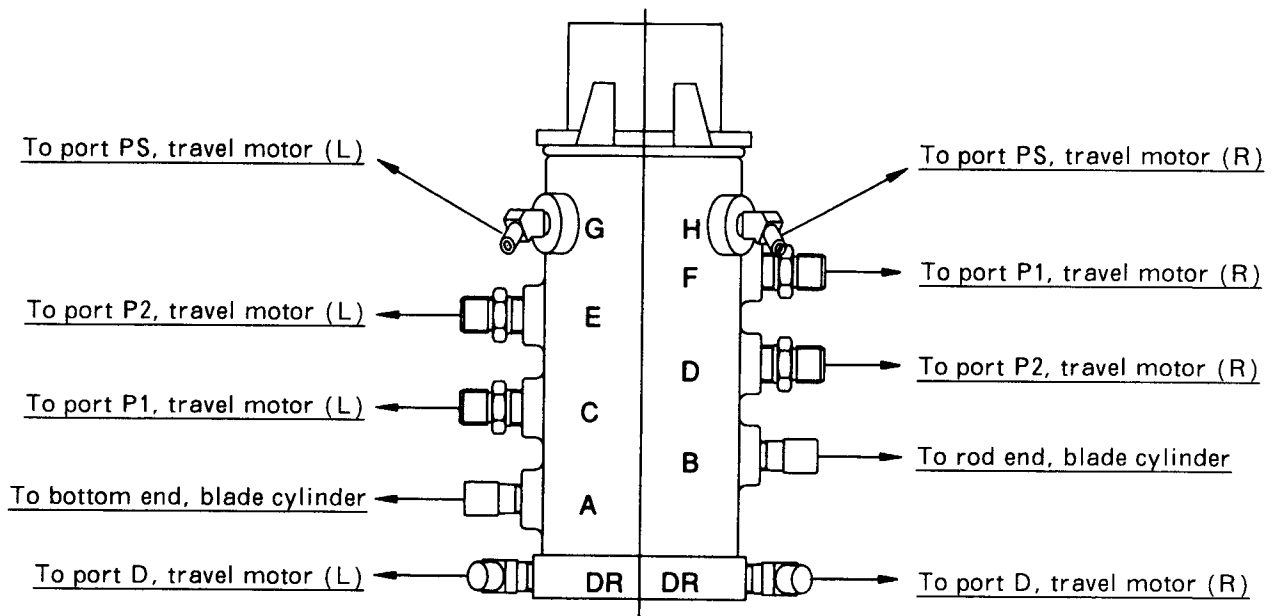 To port PS, travel motor (L)
To port PS, travel motor (R)
G
H
F
To port P1, travel motor (R)
To port P2, travel motor (L)
E
D
To port P2, travel motor (R)
To port P1, travel motor (L)
C
B
To rod end, blade cylinder
To bottom end, blade cylinder
A
To port D, travel motor (L)
DR DR
To port D, travel motor (R)